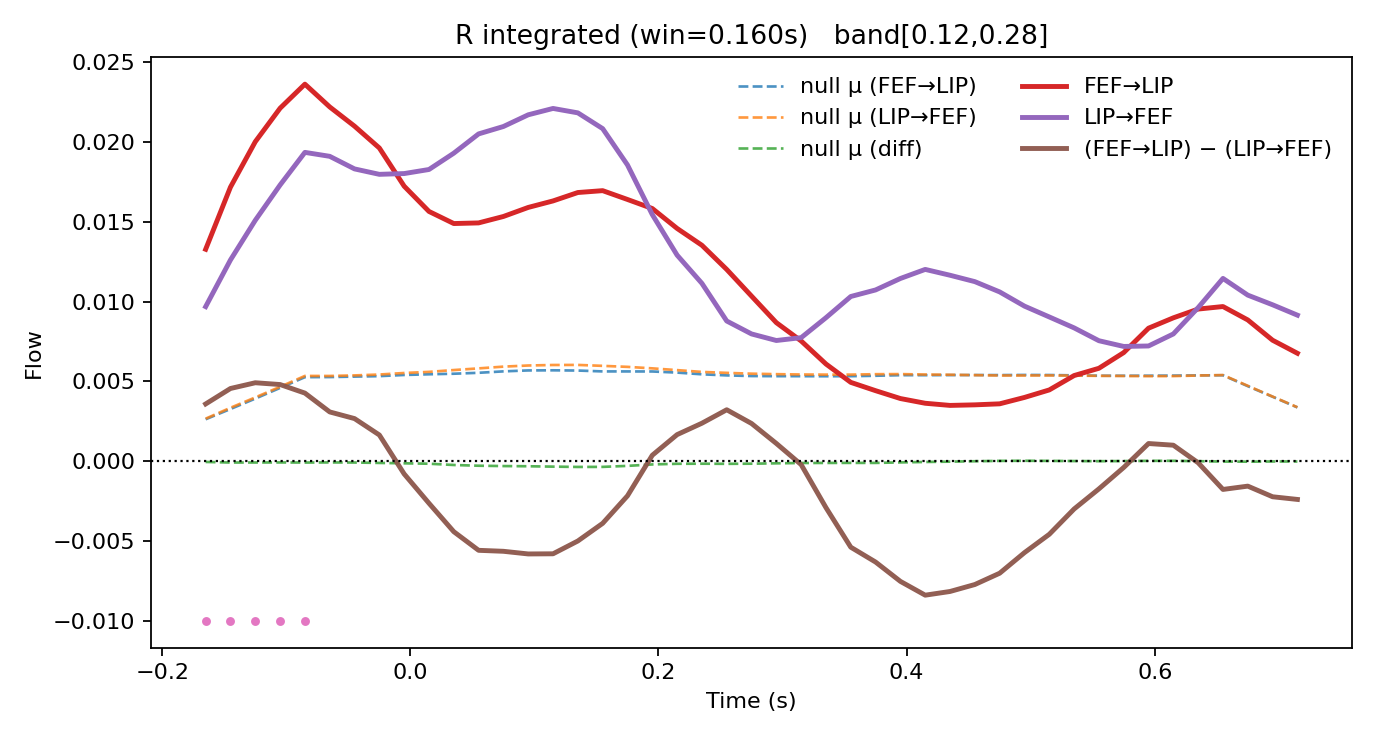 R integrated (win=0.160s)   band[0.12,0.28]
0.025
0.020
0.015
0.010
0.005
0.000
−0.005
−0.010
Flow
null μ (FEF→LIP)
null μ (LIP→FEF)
null μ (diff)
FEF→LIP
LIP→FEF
(FEF→LIP) − (LIP→FEF)
−0.2 0.0 0.2 0.4 0.6
Time (s)